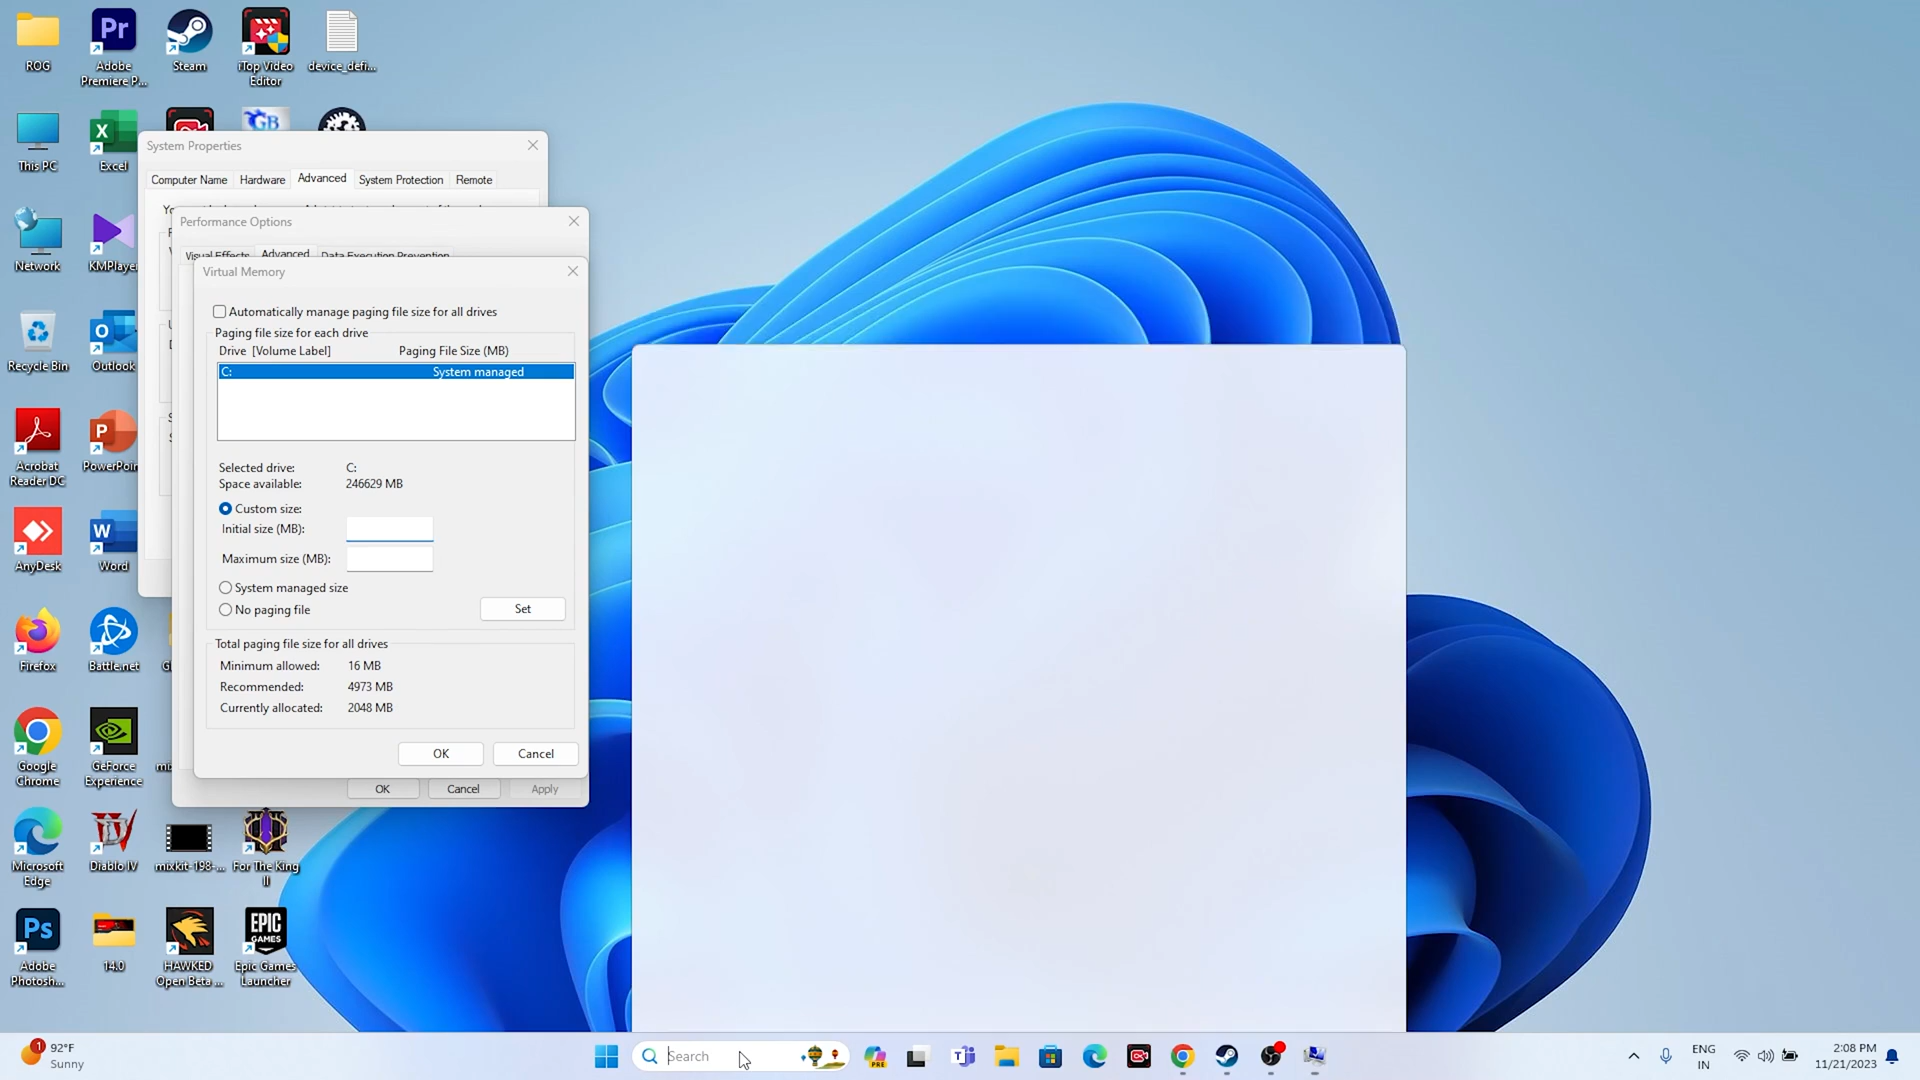 ROG
Adobe
Premiere P...
Steam
iTop Video
Editor
device_defi...
This PC
Excel
GB
Network
KMPlayer
Recycle Bin
Outlook
Acrobat
Reader DC
PowerPoin
AnyDesk
Word
Firefox
Battle.net
Google
Chrome
GeForce
Experience
Microsoft
Edge
Diablo IV
mixkit-198-...
For The King
II
Adobe
Photosh...
14.0
HAWKED
Open Beta ...
Epic Games
Launcher
Pr
Ps
EPIC
GAMES
System Properties
Computer Name
Hardware
Advanced
System Protection
Remote
Performance Options
Visual Effects
Advanced
Data Execution Prevention
Virtual Memory
Automatically manage paging file size for all drives
Paging file size for each drive
Drive [Volume Label]
Paging File Size (MB)
C:
System managed
Selected drive:
C:
Space available:
246629 MB
Custom size:
Initial size (MB):
Maximum size (MB):
System managed size
No paging file
Set
Total paging file size for all drives
Minimum allowed:
16 MB
Recommended:
4973 MB
Currently allocated:
2048 MB
OK
Cancel
OK
Cancel
Apply
1
92°F
Sunny
Search
PRE
ENG
IN
2:08 PM
11/21/2023